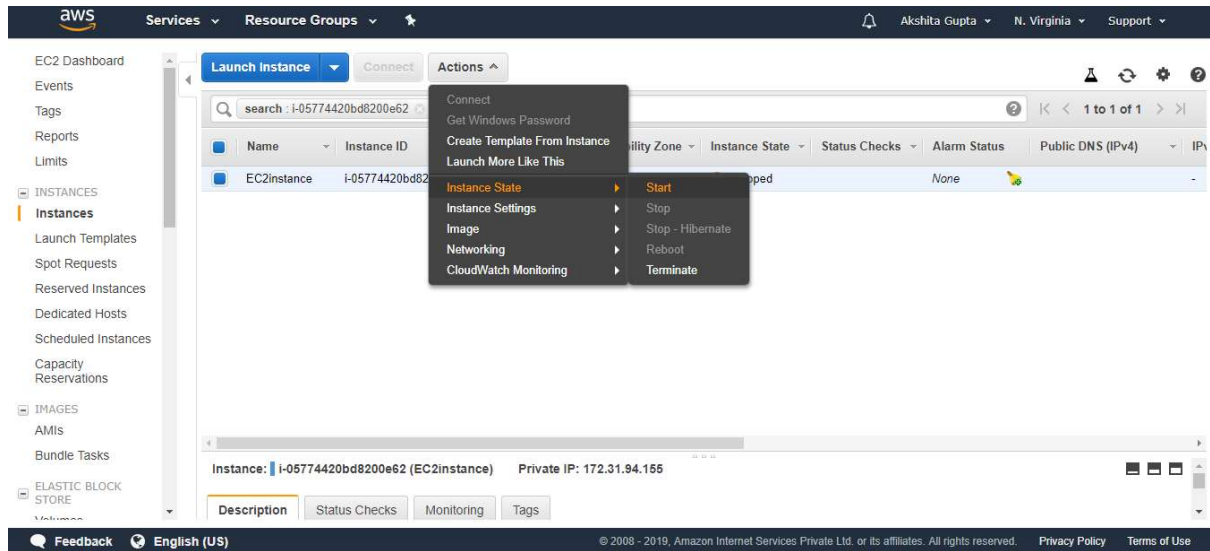 aws Services Resource Groups Akshita Gupta N. Virginia Support
EC2 Dashboard
Events
Tags
Reports
Limits
INSTANCES
Instances
Launch Templates
Spot Requests
Reserved Instances
Dedicated Hosts
Scheduled Instances
Capacity
Reservations
IMAGES
AMIs
Bundle Tasks
ELASTIC BLOCK
STORE
Launch Instance Connect Actions
search : i-05774420bd8200e62 1 to 1 of 1
Name Instance ID ility Zone Instance State Status Checks Alarm Status Public DNS (IPv4) IPv
EC2instance i-05774420bd82 pped None -
Connect
Get Windows Password
Create Template From Instance
Launch More Like This
Instance State
Instance Settings
Image
Networking
CloudWatch Monitoring
Start
Stop
Stop - Hibernate
Reboot
Terminate
Instance: i-05774420bd8200e62 (EC2instance) Private IP: 172.31.94.155
Description Status Checks Monitoring Tags
Feedback English (US) © 2008 - 2019, Amazon Internet Services Private Ltd. or its affiliates. All rights reserved. Privacy Policy Terms of Use